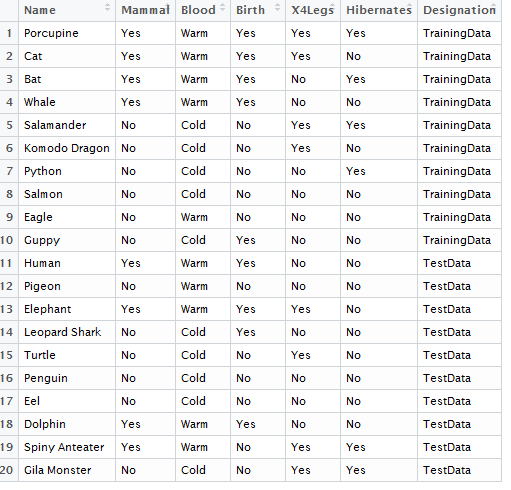 Name Mammal Blood Birth X4Legs Hibernates Designation
1 Porcupine Yes Warm Yes Yes Yes TrainingData
2 Cat Yes Warm Yes Yes No TrainingData
3 Bat Yes Warm Yes No Yes TrainingData
4 Whale Yes Warm Yes No No TrainingData
5 Salamander No Cold No Yes Yes TrainingData
6 Komodo Dragon No Cold No Yes No TrainingData
7 Python No Cold No No Yes TrainingData
8 Salmon No Cold No No No TrainingData
9 Eagle No Warm No No No TrainingData
10 Guppy No Cold Yes No No TrainingData
11 Human Yes Warm Yes No No TestData
12 Pigeon No Warm No No No TestData
13 Elephant Yes Warm Yes Yes No TestData
14 Leopard Shark No Cold Yes No No TestData
15 Turtle No Cold No Yes No TestData
16 Penguin No Cold No No No TestData
17 Eel No Cold No No No TestData
18 Dolphin Yes Warm Yes No No TestData
19 Spiny Anteater Yes Warm No Yes Yes TestData
20 Gila Monster No Cold No Yes Yes TestData